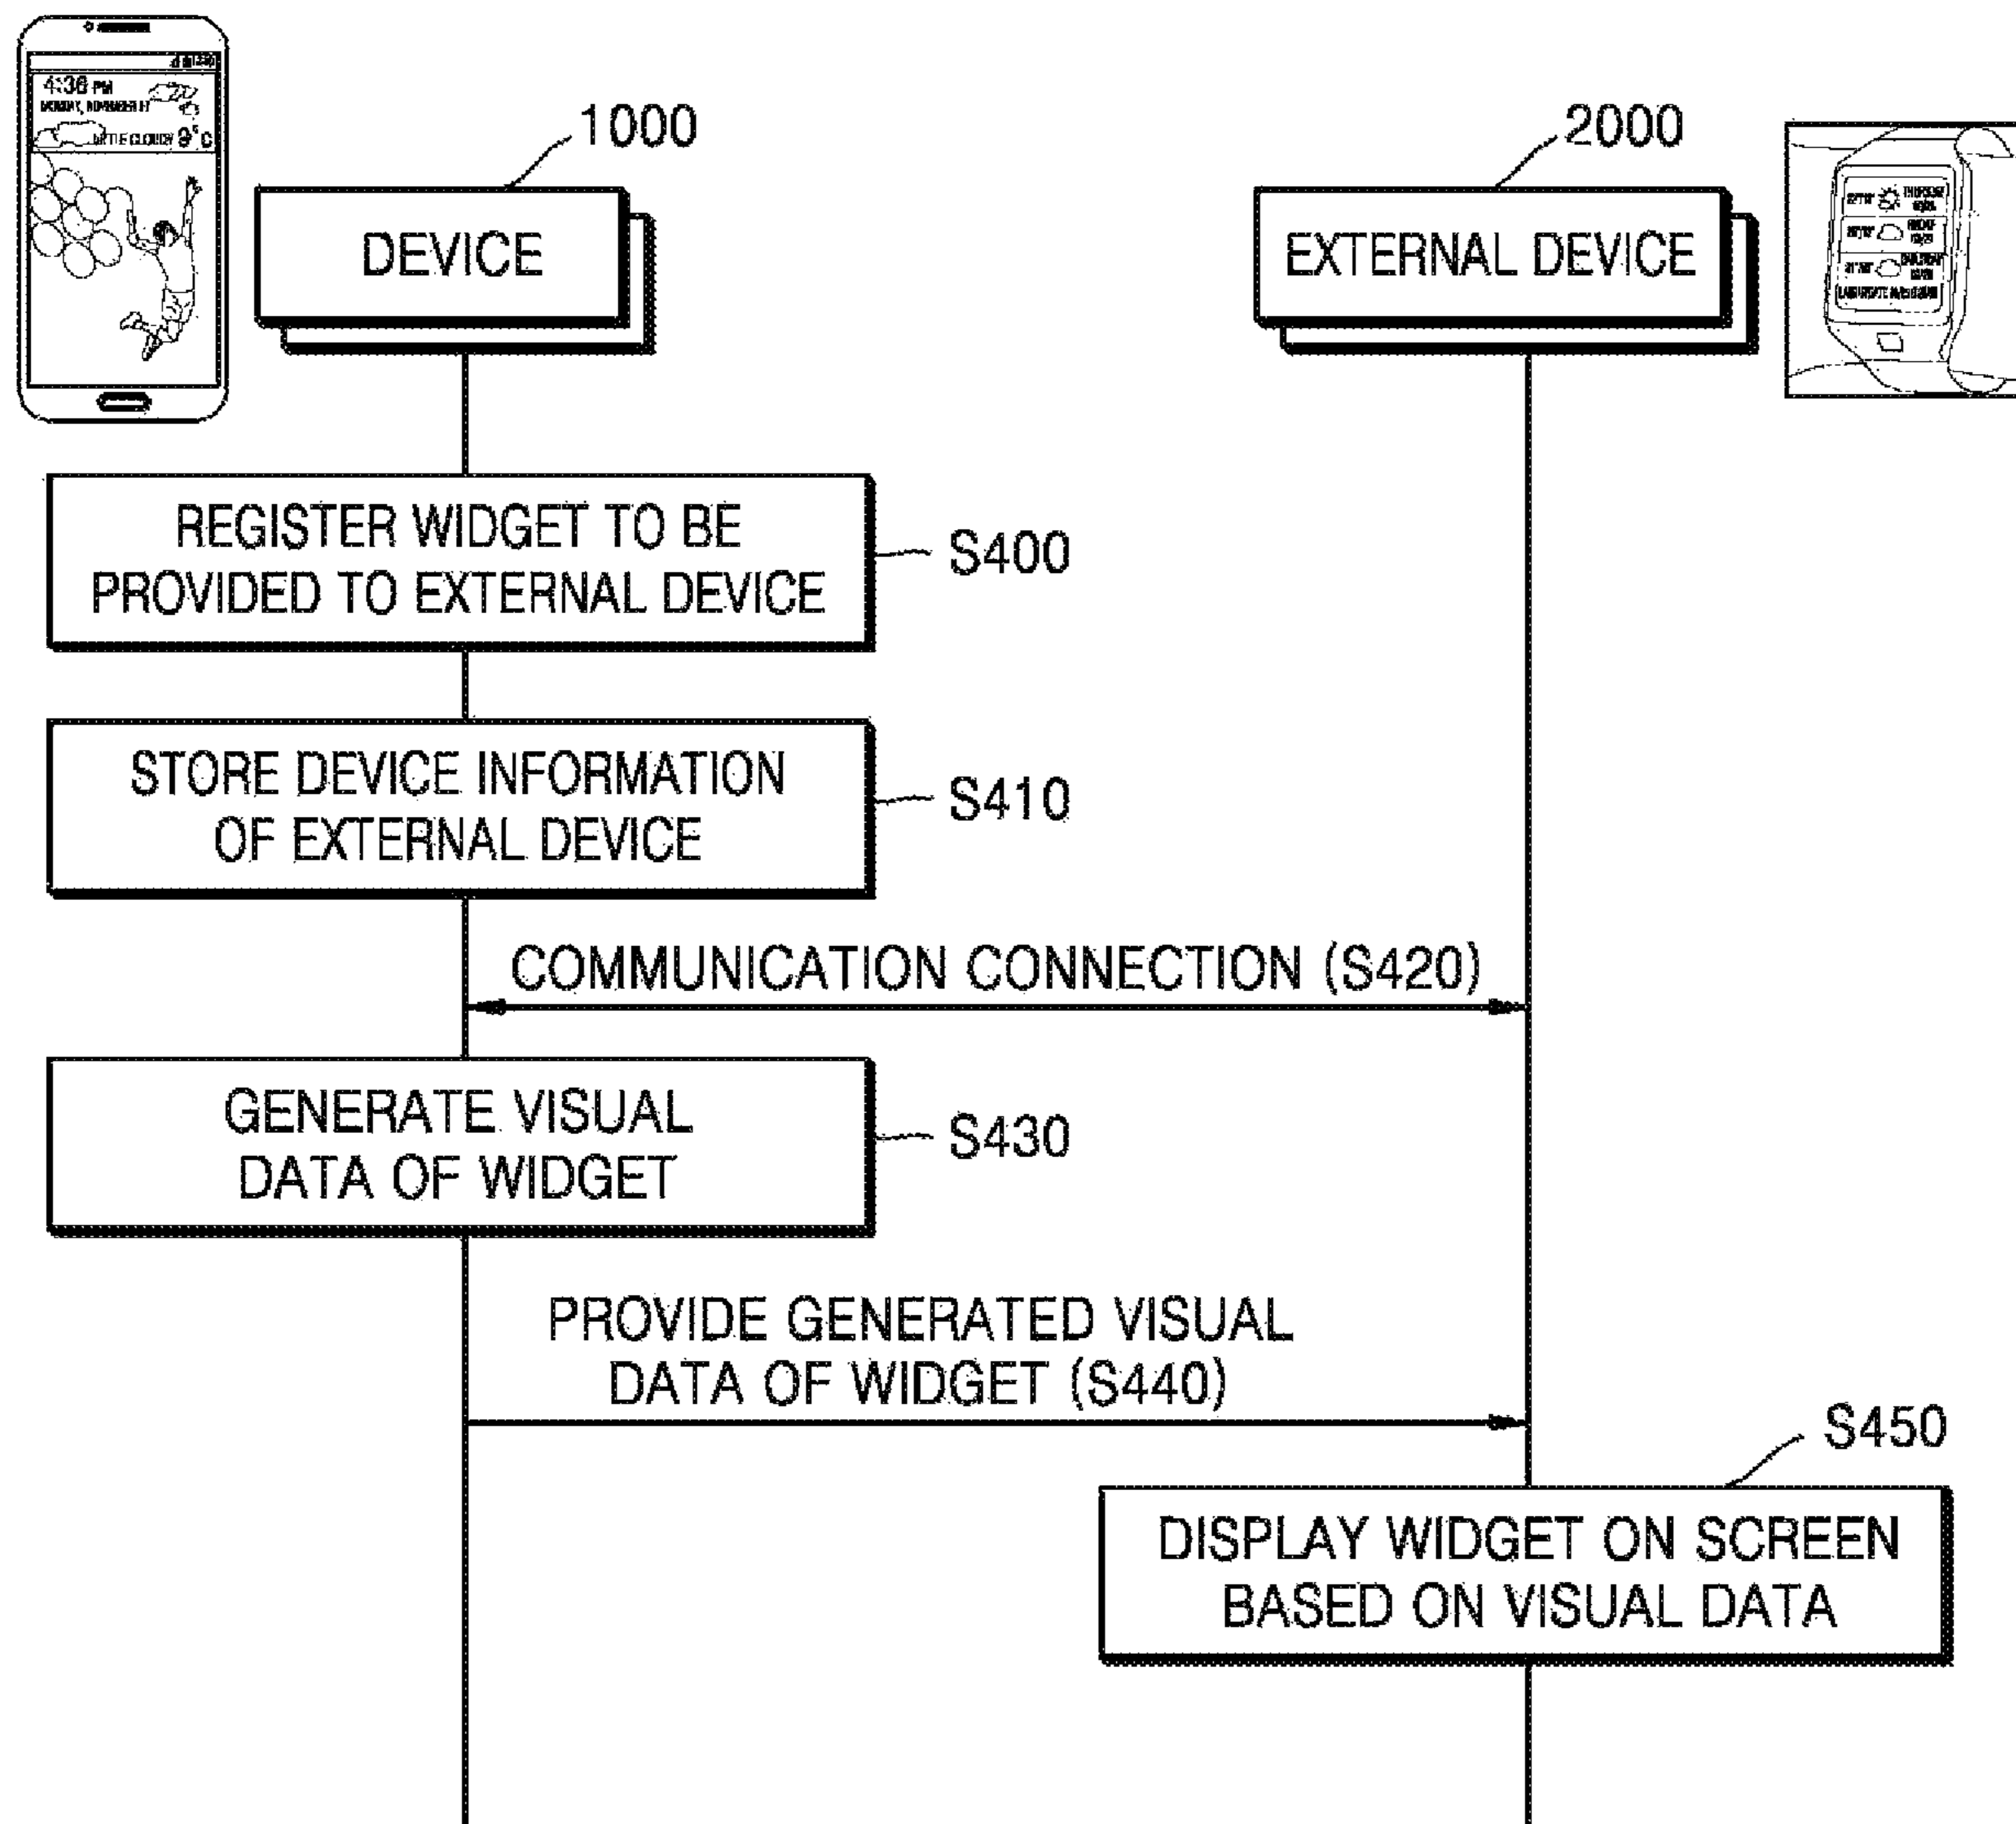 4:36 PM
9°C
1000
2000
DEVICE
EXTERNAL DEVICE
REGISTER WIDGET TO BE
PROVIDED TO EXTERNAL DEVICE
S400
STORE DEVICE INFORMATION
OF EXTERNAL DEVICE
S410
COMMUNICATION CONNECTION (S420)
GENERATE VISUAL
DATA OF WIDGET
S430
PROVIDE GENERATED VISUAL
DATA OF WIDGET (S440)
S450
DISPLAY WIDGET ON SCREEN
BASED ON VISUAL DATA